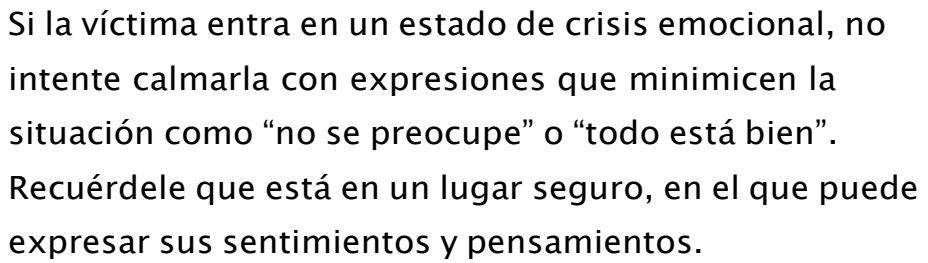 Si la víctima entra en un estado de crisis emocional, no
intente calmarla con expresiones que minimicen la
situación como “no se preocupe” o “todo está bien”.
Recuérdele que está en un lugar seguro, en el que puede
expresar sus sentimientos y pensamientos.